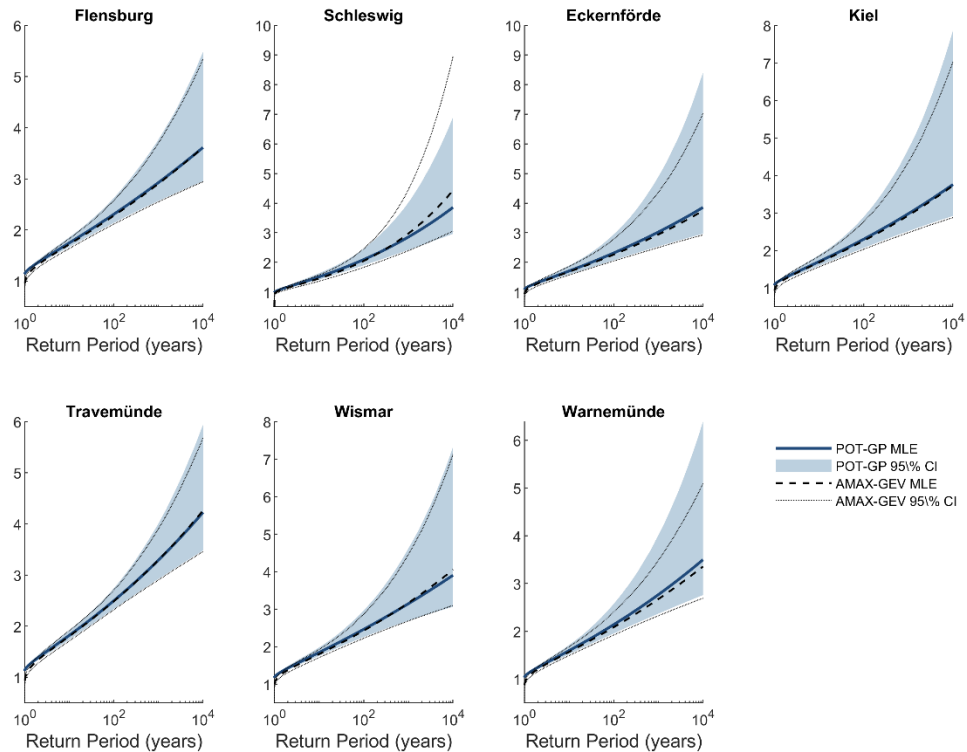 Flensburg
6
5
4
3
2
1
10^0 10^2 10^4
Return Period (years)
Schleswig
10
9
8
7
6
5
4
3
2
1
10^0 10^2 10^4
Return Period (years)
Eckernförde
10
9
8
7
6
5
4
3
2
1
10^0 10^2 10^4
Return Period (years)
Kiel
8
7
6
5
4
3
2
1
10^0 10^2 10^4
Return Period (years)
Travemünde
6
5
4
3
2
1
10^0 10^2 10^4
Return Period (years)
Wismar
8
7
6
5
4
3
2
1
10^0 10^2 10^4
Return Period (years)
Warnemünde
6
5
4
3
2
1
10^0 10^2 10^4
Return Period (years)
POT-GP MLE
POT-GP 95\% CI
AMAX-GEV MLE
AMAX-GEV 95\% CI